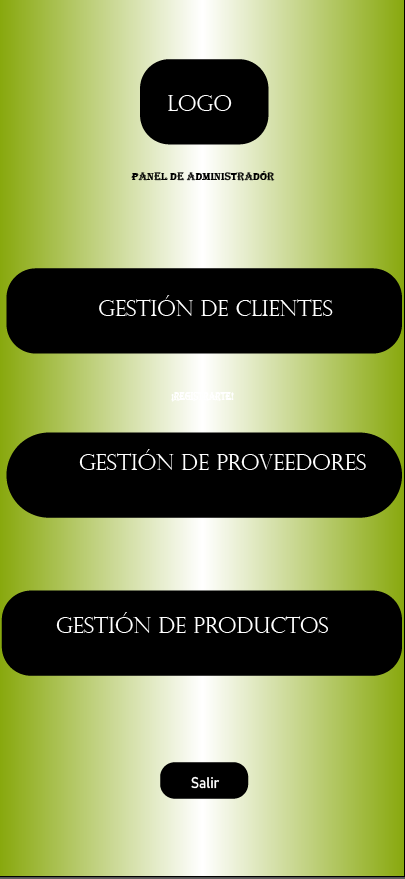 LOGO
PANEL DE ADMINISTRADÓR
GESTIÓN DE CLIENTES
GESTIÓN DE PROVEEDORES
GESTIÓN DE PRODUCTOS
Salir